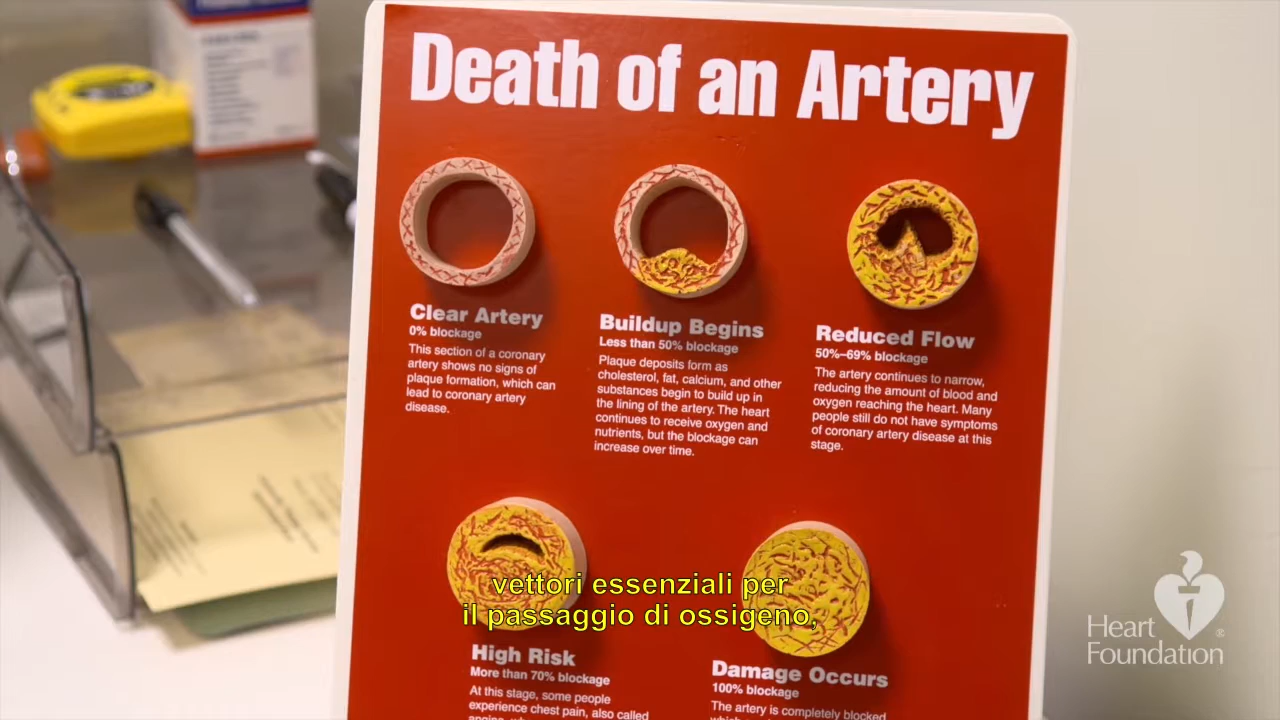 Death of an Artery
Clear Artery
0% blockage
This section of a coronary
artery shows no signs of
plaque formation, which can
lead to coronary artery
disease.
Buildup Begins
Less than 50% blockage
Plaque deposits form as
cholesterol, fat, calcium, and other
substances begin to build up in
the lining of the artery. The heart
continues to receive oxygen and
nutrients, but the blockage can
increase over time.
Reduced Flow
50%–69% blockage
The artery continues to narrow,
reducing the amount of blood and
oxygen reaching the heart. Many
people still do not have symptoms
of coronary artery disease at this
stage.
vettori essenziali per
il passaggio di ossigeno,
High Risk
More than 70% blockage
At this stage, some people
experience chest pain, also called
Damage Occurs
100% blockage
The artery is completely blocked
Heart
Foundation®